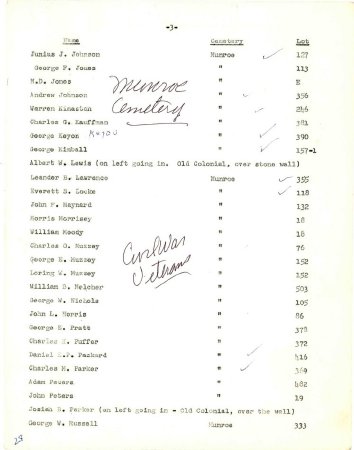 -3-
Name Cemetery Lot
Junius J. Johnson Munroe 127
George F. Jones " 113
M.D. Jones " E
Andrew Johnson " 356
Warren Kinaston " 246
Charles G. Kauffman " 381
George Keyon Kenyon " 390
George Kimball " 157-1
Albert W. Lewis (on left going in. Old Colonial, over stone wall)
Leander H. Lawrence Munroe 355
Everett S. Locke " 118
John F. Maynard " 132
Morris Morrisey " 18
William Moody " 18
Charles O. Muzzey " 76
George E. Muzzey " 152
Loring W. Muzzey " 152
William B. Melcher " 503
George W. Nichols " 105
John L. Norris " 86
George E. Pratt " 378
Charles H. Puffer " 372
Daniel E.P. Packard " 416
Charles M. Parker " 369
Adam Peters " 482
John Peters " 19
Josiah B. Parker (on left going in - Old Colonial, over the wall)
George W. Russell Munroe 333
Munroe
Cemetery
Civil War
Veterans